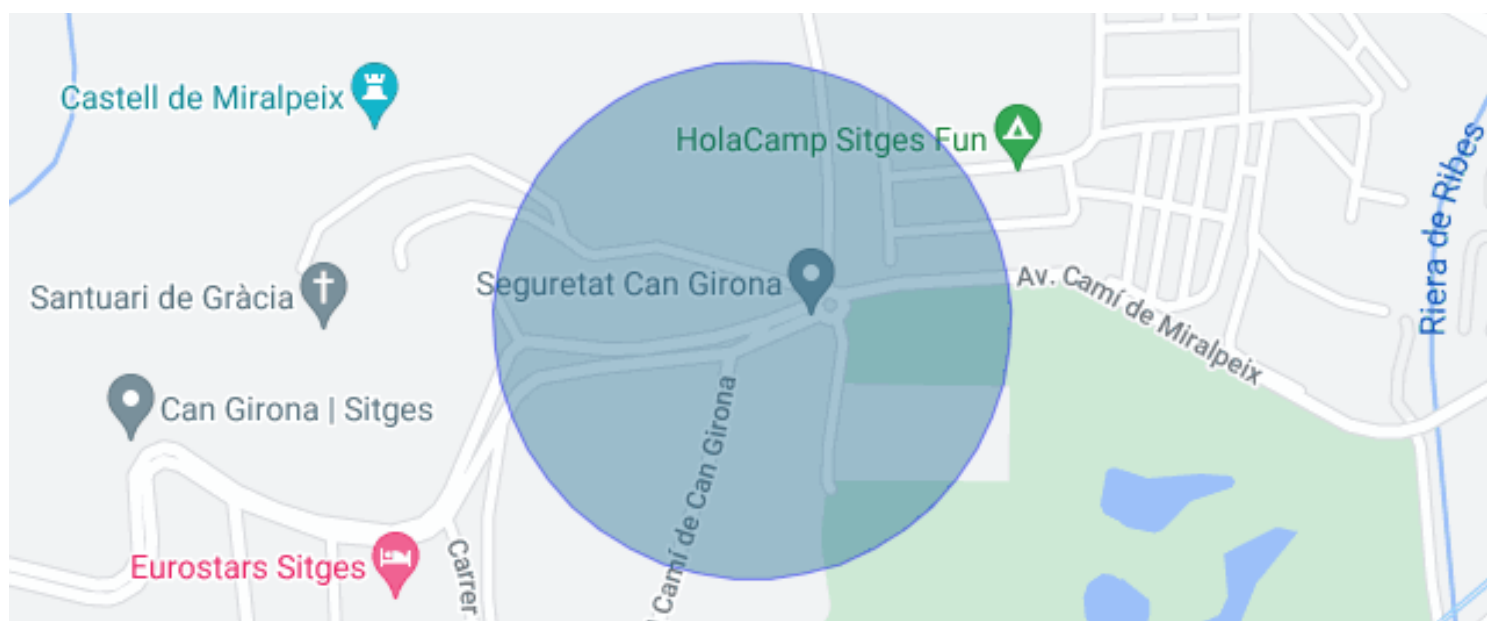 Castell de Miralpeix
HolaCamp Sitges Fun
Riera de Ribes
Seguretat Can Girona
Av. Camí de Miralpeix
Santuari de Gràcia
Can Girona | Sitges
Camí de Can Girona
Eurostars Sitges
Carrer